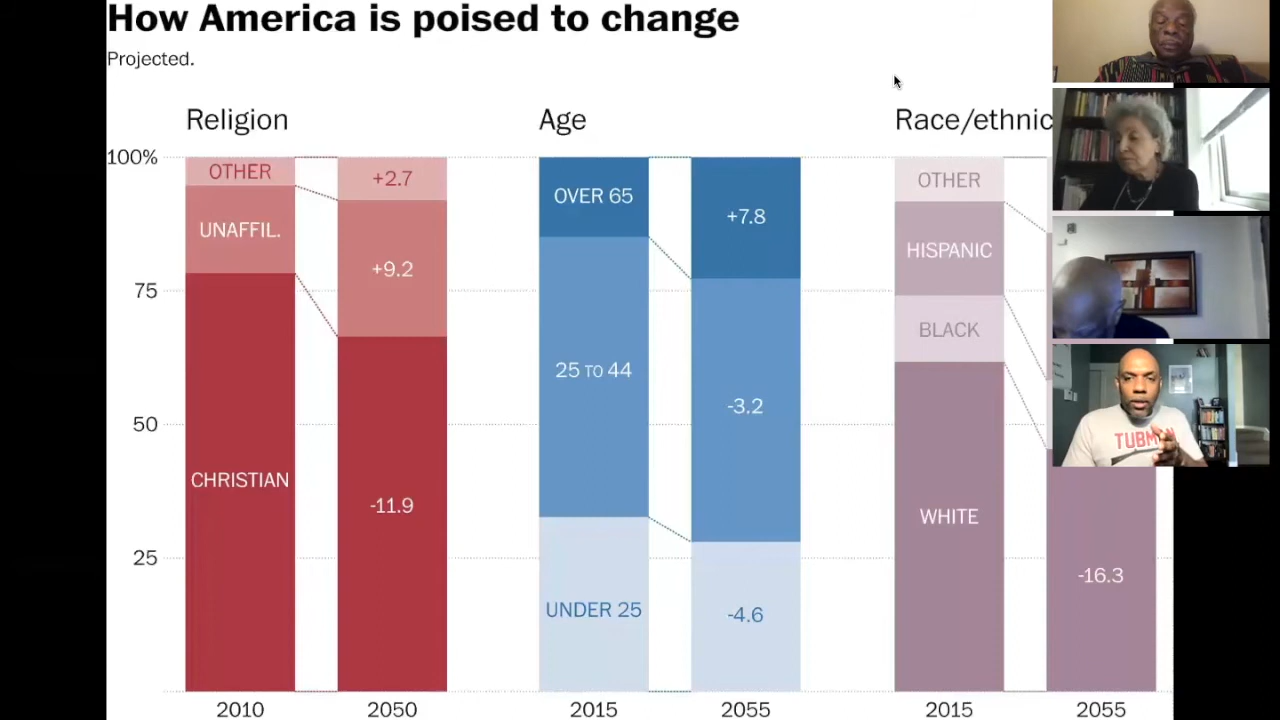 How America is poised to change
Projected.
Religion
Age
Race/ethnic
100%
75
50
25
OTHER
UNAFFIL.
CHRISTIAN
+2.7
+9.2
-11.9
2010
2050
OVER 65
25 TO 44
UNDER 25
+7.8
-3.2
-4.6
2015
2055
OTHER
HISPANIC
BLACK
WHITE
-16.3
2015
2055